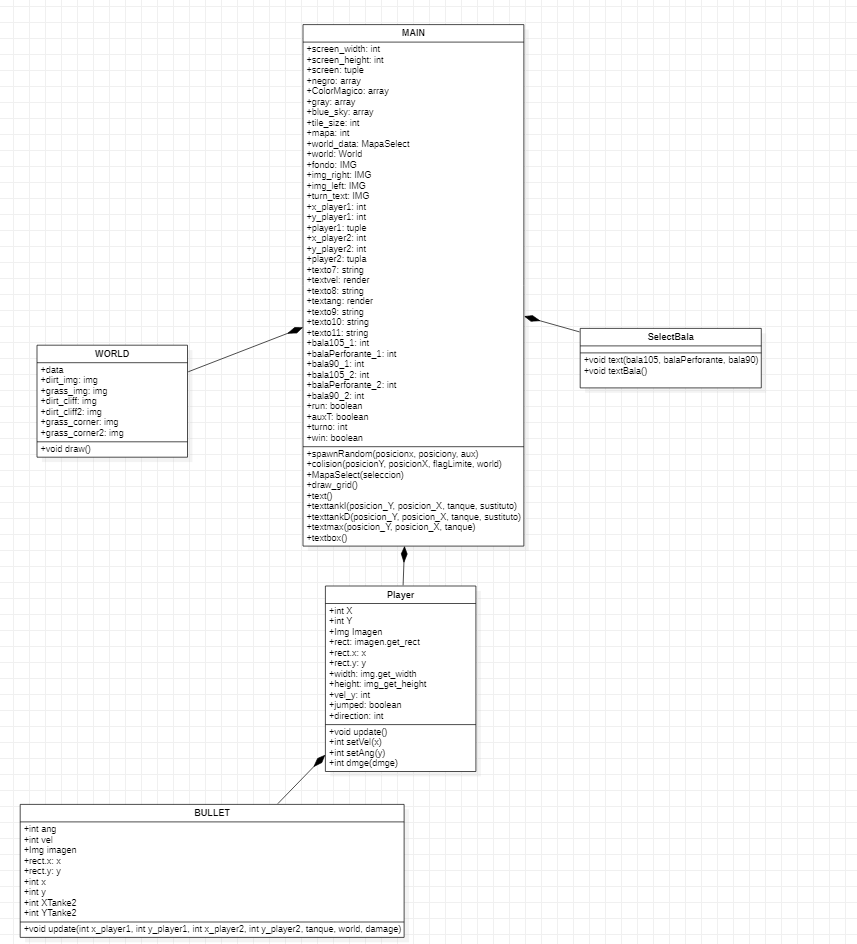 MAIN
+screen_width: int
+screen_height: int
+screen: tuple
+negro: array
+ColorMagico: array
+gray: array
+blue_sky: array
+tile_size: int
+mapa: int
+world_data: MapaSelect
+world: World
+fondo: IMG
+img_right: IMG
+img_left: IMG
+turn_text: IMG
+x_player1: int
+y_player1: int
+player1: tuple
+x_player2: int
+y_player2: int
+player2: tupla
+texto7: string
+textvel: render
+texto8: string
+textang: render
+texto9: string
+texto10: string
+texto11: string
+bala105_1: int
+balaPerforante_1: int
+bala90_1: int
+bala105_2: int
+balaPerforante_2: int
+bala90_2: int
+run: boolean
+auxT: boolean
+turno: int
+win: boolean
+spawnRandom(posicionx, posiciony, aux)
+colision(posicionY, posicionX, flagLimite, world)
+MapaSelect(seleccion)
+draw_grid()
+text()
+texttankI(posicion_Y, posicion_X, tanque, sustituto)
+texttankD(posicion_Y, posicion_X, tanque, sustituto)
+textmax(posicion_Y, posicion_X, tanque)
+textbox()
WORLD
+data
+dirt_img: img
+grass_img: img
+dirt_cliff: img
+dirt_cliff2: img
+grass_corner: img
+grass_corner2: img
+void draw()
SelectBala
+void text(bala105, balaPerforante, bala90)
+void textBala()
Player
+int X
+int Y
+Img Imagen
+rect: imagen.get_rect
+rect.x: x
+rect.y: y
+width: img.get_width
+height: img_get_height
+vel_y: int
+jumped: boolean
+direction: int
+void update()
+int setVel(x)
+int setAng(y)
+int dmge(dmge)
BULLET
+int ang
+int vel
+Img imagen
+rect.x: x
+rect.y: y
+int x
+int y
+int XTanke2
+int YTanke2
+void update(int x_player1, int y_player1, int x_player2, int y_player2, tanque, world, damage)